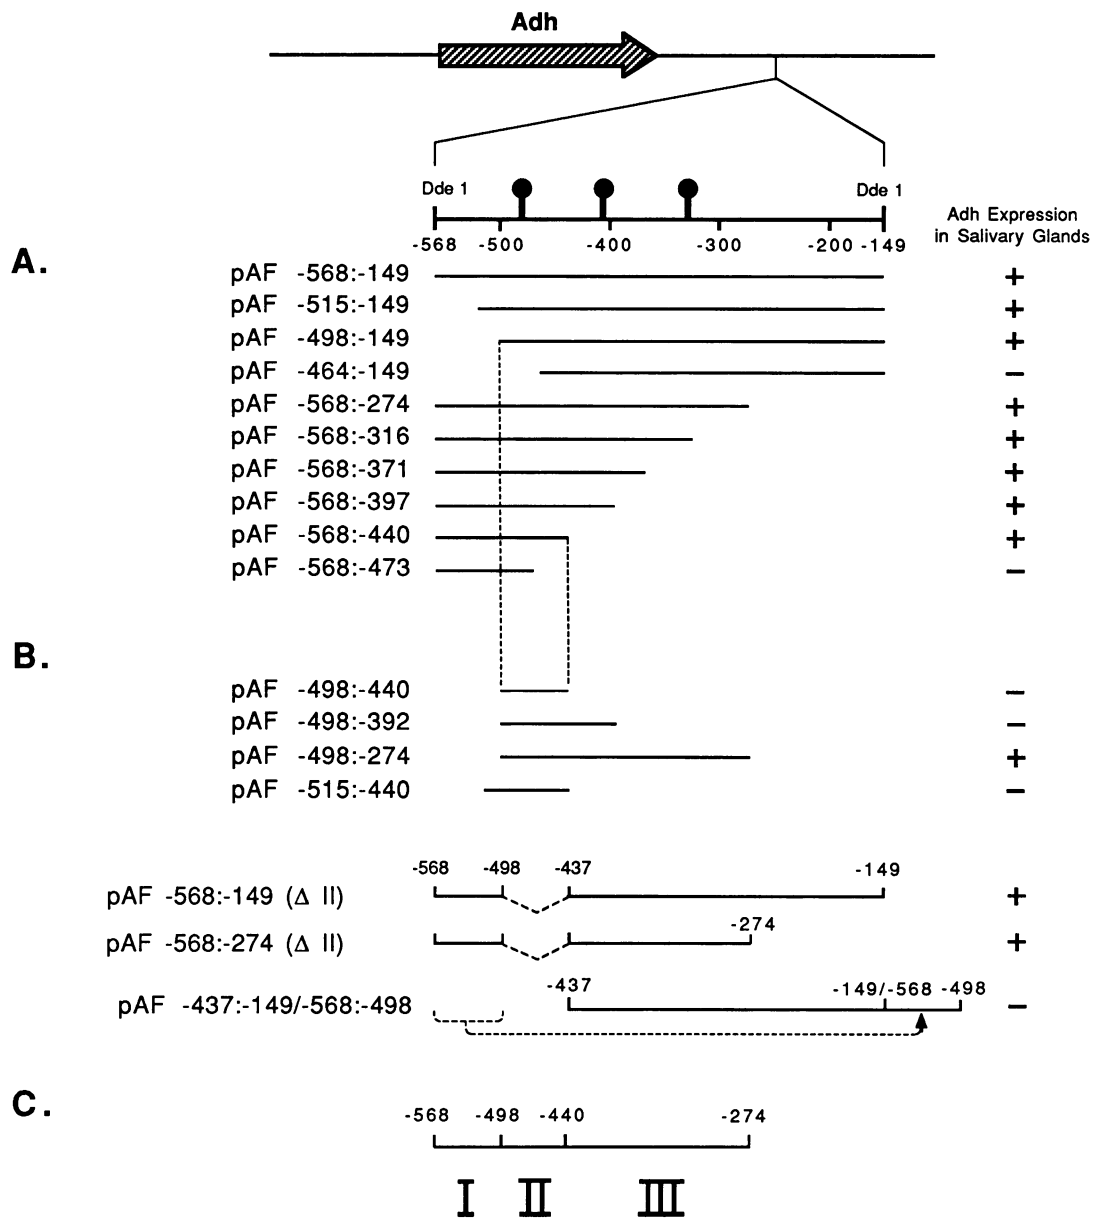 Adh
Dde 1 Dde 1
-568 -500 -400 -300 -200 -149
Adh Expression
in Salivary Glands
A.
pAF -568:-149 +
pAF -515:-149 +
pAF -498:-149 +
pAF -464:-149 –
pAF -568:-274 +
pAF -568:-316 +
pAF -568:-371 +
pAF -568:-397 +
pAF -568:-440 +
pAF -568:-473 –
B.
pAF -498:-440 –
pAF -498:-392 –
pAF -498:-274 +
pAF -515:-440 –
-568 -498 -437 -149
pAF -568:-149 (Δ II) +
-274
pAF -568:-274 (Δ II) +
-437 -149/-568 -498
pAF -437:-149/-568:-498 –
C.
-568 -498 -440 -274
I II III